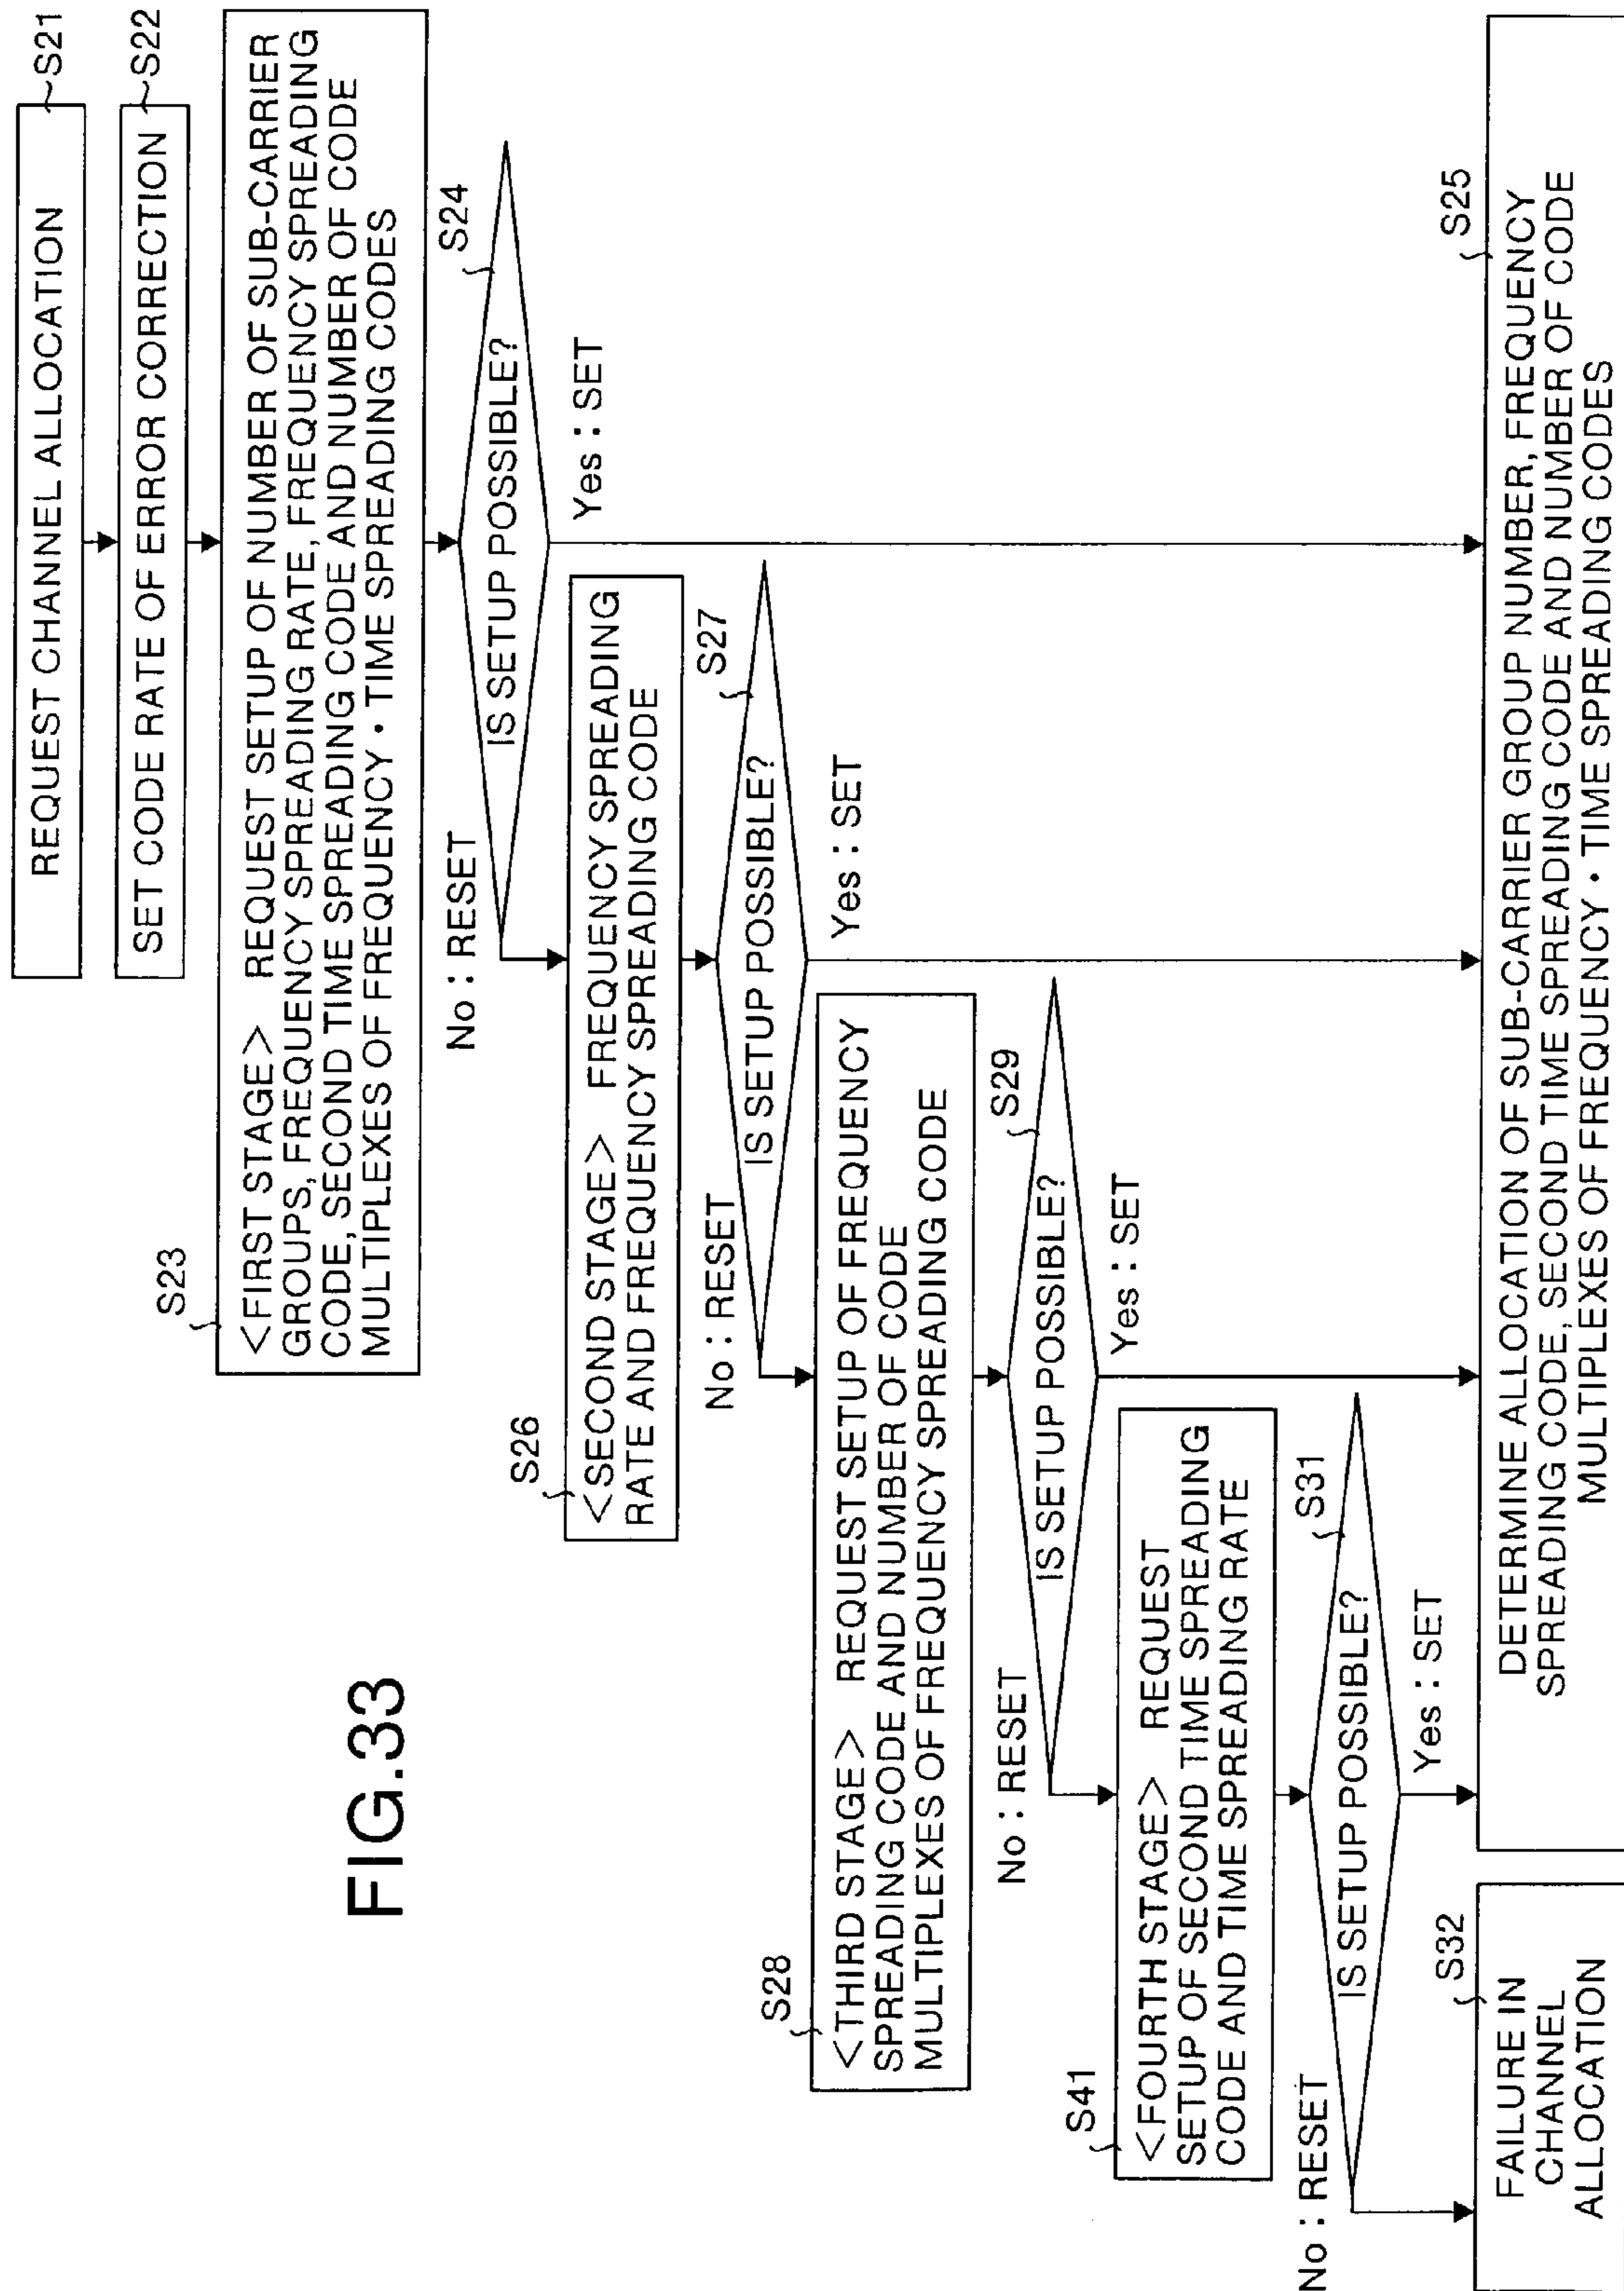 FIG.33
REQUEST CHANNEL ALLOCATION
S21
SET CODE RATE OF ERROR CORRECTION
S22
S23
<FIRST STAGE> REQUEST SETUP OF NUMBER OF SUB-CARRIER
GROUPS, FREQUENCY SPREADING RATE, FREQUENCY SPREADING
CODE, SECOND TIME SPREADING CODE AND NUMBER OF CODE
MULTIPLEXES OF FREQUENCY・TIME SPREADING CODES
S24
IS SETUP POSSIBLE?
No : RESET
Yes : SET
S26
<SECOND STAGE> FREQUENCY SPREADING
RATE AND FREQUENCY SPREADING CODE
S27
IS SETUP POSSIBLE?
No : RESET
Yes : SET
S28
<THIRD STAGE> REQUEST SETUP OF FREQUENCY
SPREADING CODE AND NUMBER OF CODE
MULTIPLEXES OF FREQUENCY SPREADING CODE
S29
IS SETUP POSSIBLE?
No : RESET
Yes : SET
S41
<FOURTH STAGE> REQUEST
SETUP OF SECOND TIME SPREADING
CODE AND TIME SPREADING RATE
S31
IS SETUP POSSIBLE?
No : RESET
Yes : SET
S32
FAILURE IN
CHANNEL
ALLOCATION
S25
DETERMINE ALLOCATION OF SUB-CARRIER GROUP NUMBER, FREQUENCY
SPREADING CODE, SECOND TIME SPREADING CODE AND NUMBER OF CODE
MULTIPLEXES OF FREQUENCY・TIME SPREADING CODES